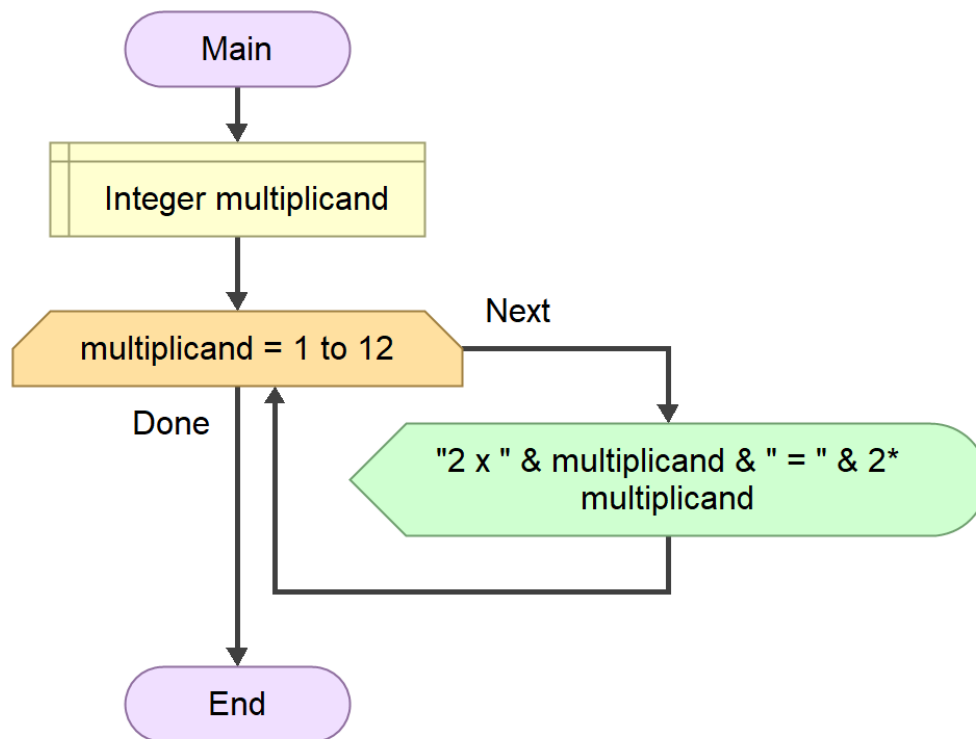 Main
Integer multiplicand
multiplicand = 1 to 12
Next
Done
"2 x " & multiplicand & " = " & 2*
multiplicand
End